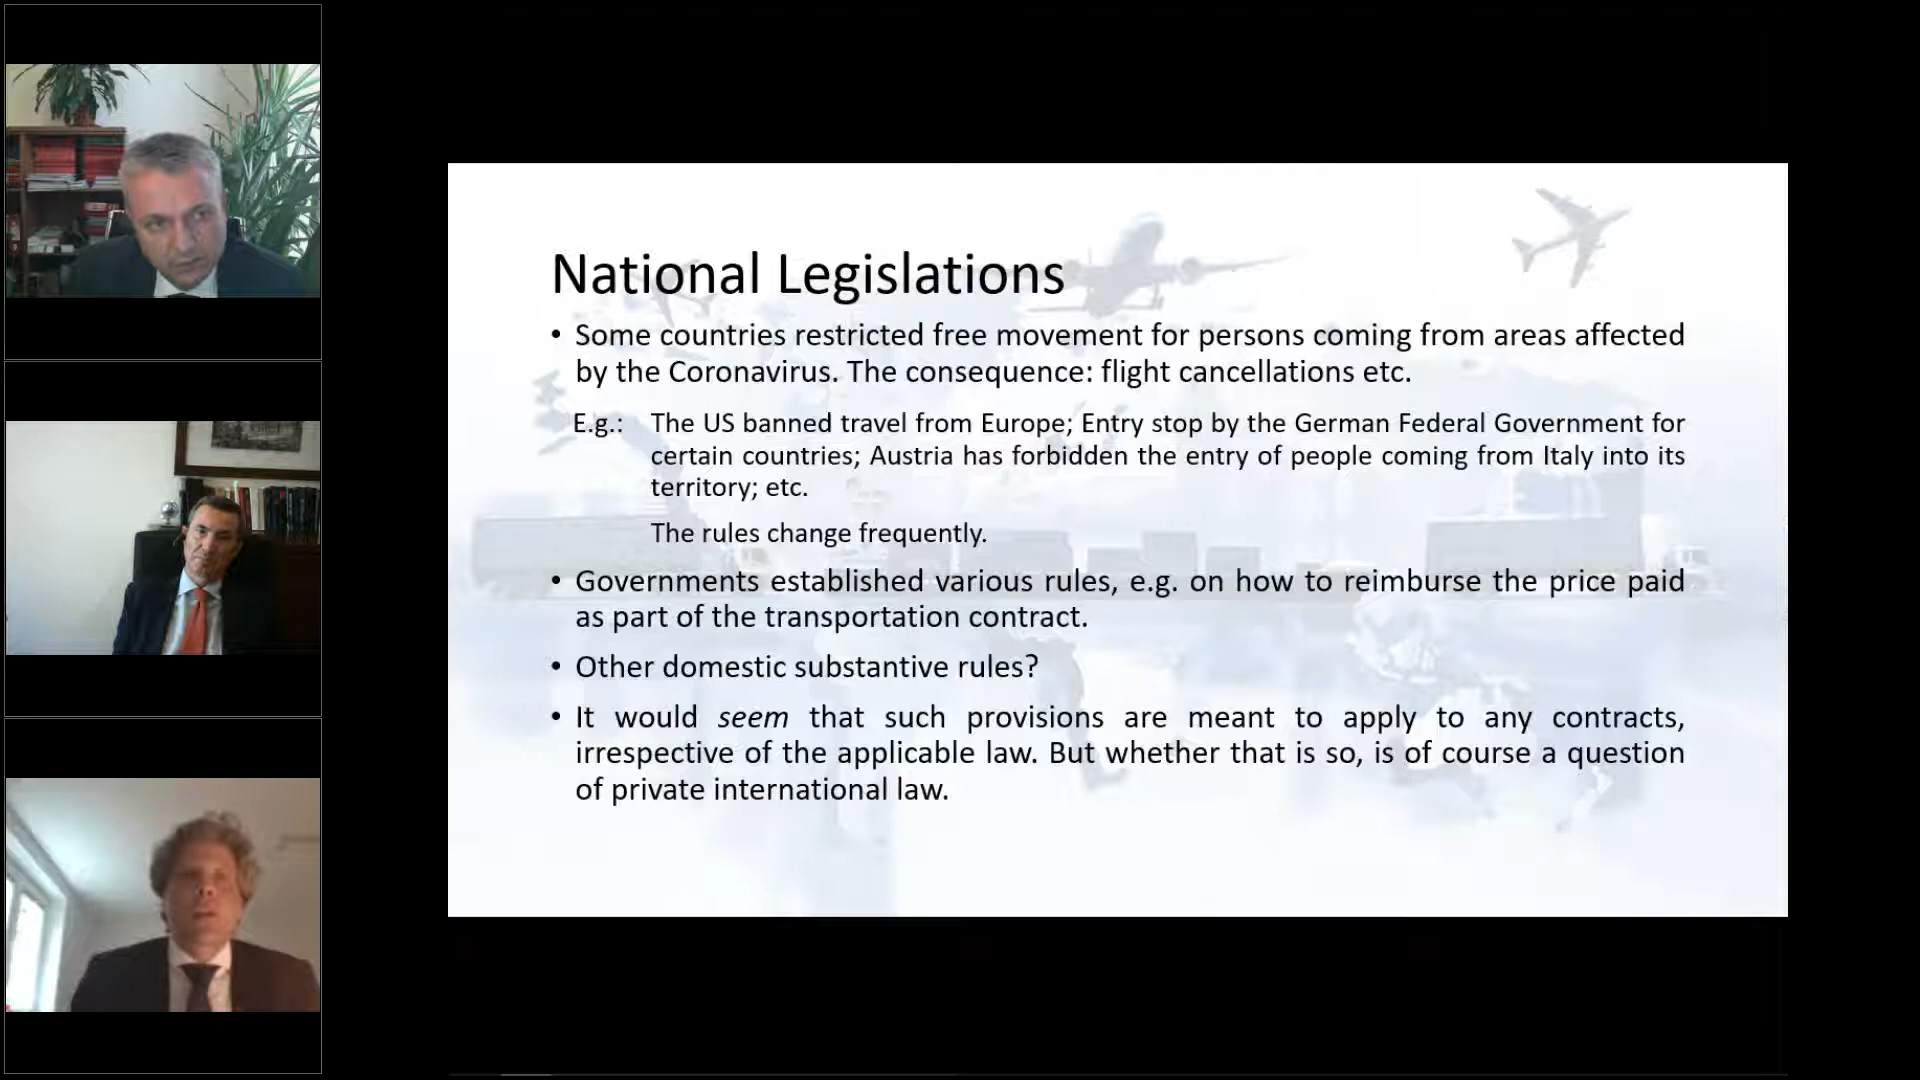 National Legislations
• Some countries restricted free movement for persons coming from areas affected
by the Coronavirus. The consequence: flight cancellations etc.
E.g.: The US banned travel from Europe; Entry stop by the German Federal Government for
certain countries; Austria has forbidden the entry of people coming from Italy into its
territory; etc.
The rules change frequently.
• Governments established various rules, e.g. on how to reimburse the price paid
as part of the transportation contract.
• Other domestic substantive rules?
• It would seem that such provisions are meant to apply to any contracts,
irrespective of the applicable law. But whether that is so, is of course a question
of private international law.